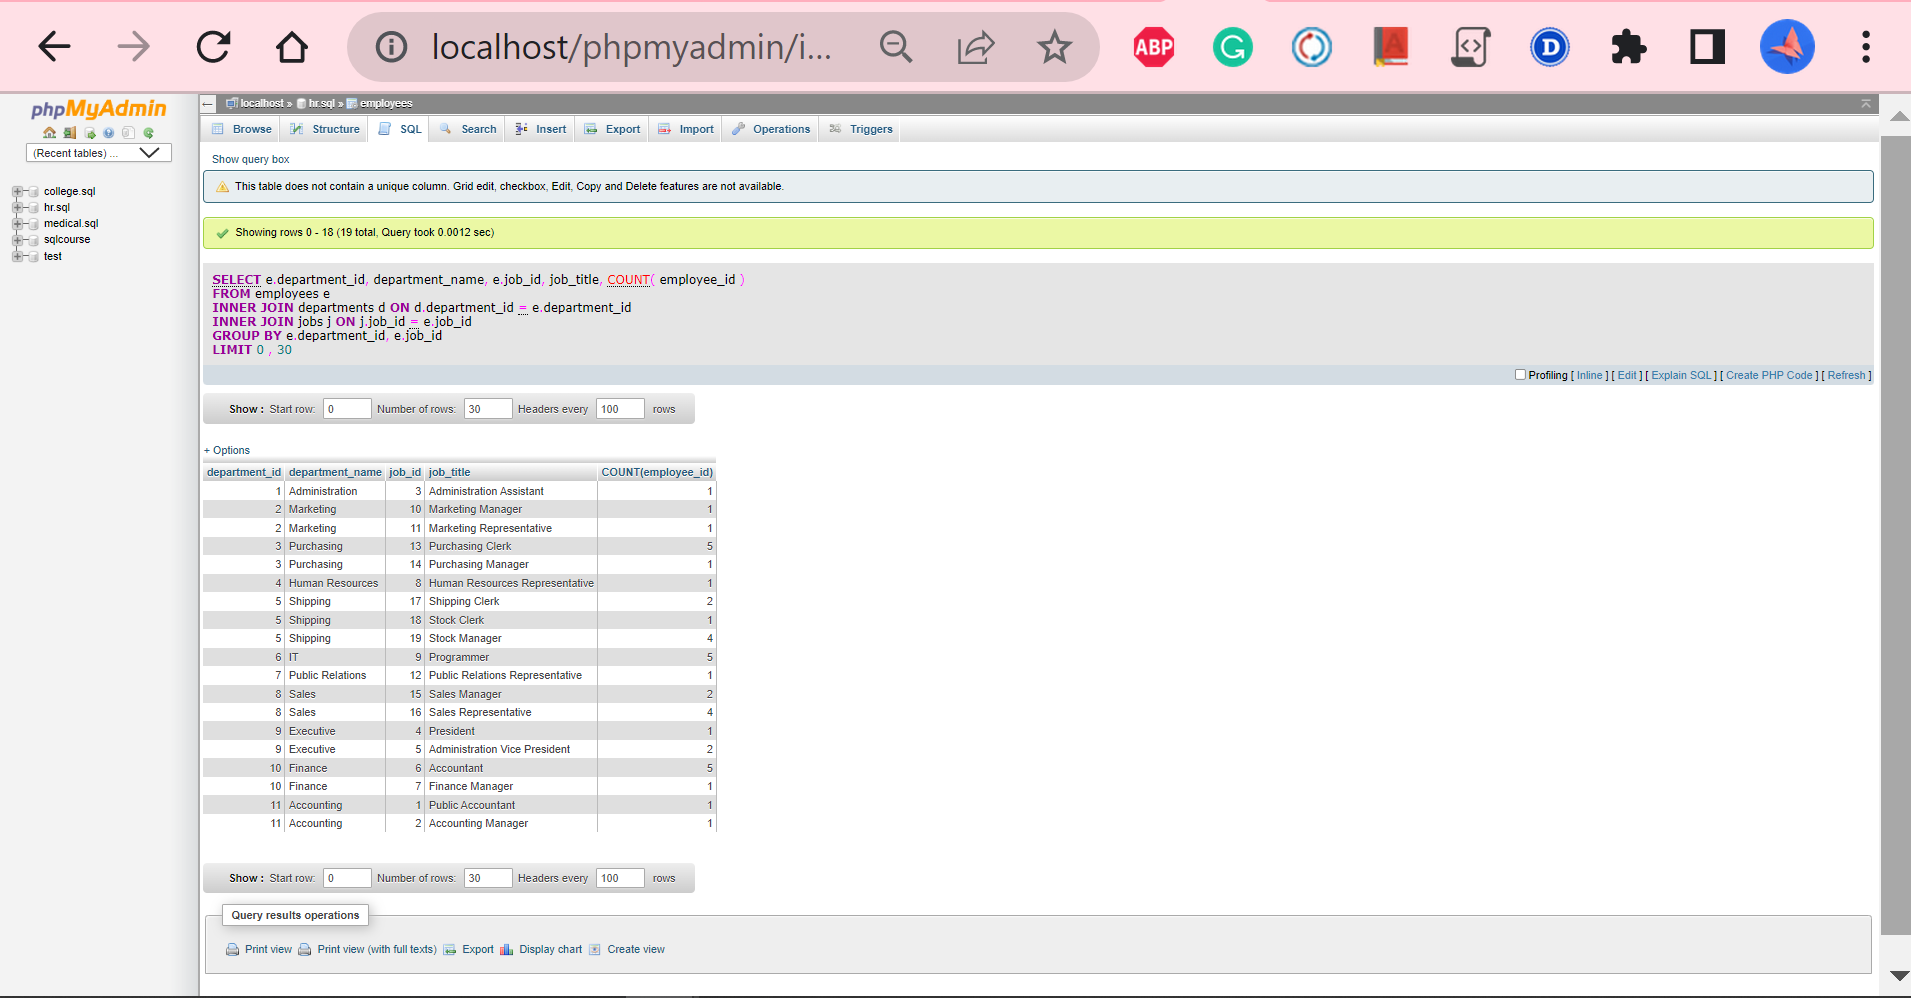 localhost/phpmyadmin/i...
ABP
phpMyAdmin
(Recent tables) ...
college.sql
hr.sql
medical.sql
sqlcourse
test
localhost » hr.sql » employees
Browse Structure SQL Search Insert Export Import Operations Triggers
Show query box
This table does not contain a unique column. Grid edit, checkbox, Edit, Copy and Delete features are not available.
Showing rows 0 - 18 (19 total, Query took 0.0012 sec)
SELECT e.department_id, department_name, e.job_id, job_title, COUNT( employee_id )
FROM employees e
INNER JOIN departments d ON d.department_id = e.department_id
INNER JOIN jobs j ON j.job_id = e.job_id
GROUP BY e.department_id, e.job_id
LIMIT 0 , 30
Profiling [ Inline ] [ Edit ] [ Explain SQL ] [ Create PHP Code ] [ Refresh ]
Show : Start row: 0 Number of rows: 30 Headers every 100 rows
+ Options
department_id department_name job_id job_title COUNT(employee_id)
1 Administration 3 Administration Assistant 1
2 Marketing 10 Marketing Manager 1
2 Marketing 11 Marketing Representative 1
3 Purchasing 13 Purchasing Clerk 5
3 Purchasing 14 Purchasing Manager 1
4 Human Resources 8 Human Resources Representative 1
5 Shipping 17 Shipping Clerk 2
5 Shipping 18 Stock Clerk 1
5 Shipping 19 Stock Manager 4
6 IT 9 Programmer 5
7 Public Relations 12 Public Relations Representative 1
8 Sales 15 Sales Manager 2
8 Sales 16 Sales Representative 4
9 Executive 4 President 1
9 Executive 5 Administration Vice President 2
10 Finance 6 Accountant 5
10 Finance 7 Finance Manager 1
11 Accounting 1 Public Accountant 1
11 Accounting 2 Accounting Manager 1
Show : Start row: 0 Number of rows: 30 Headers every 100 rows
Query results operations
Print view Print view (with full texts) Export Display chart Create view